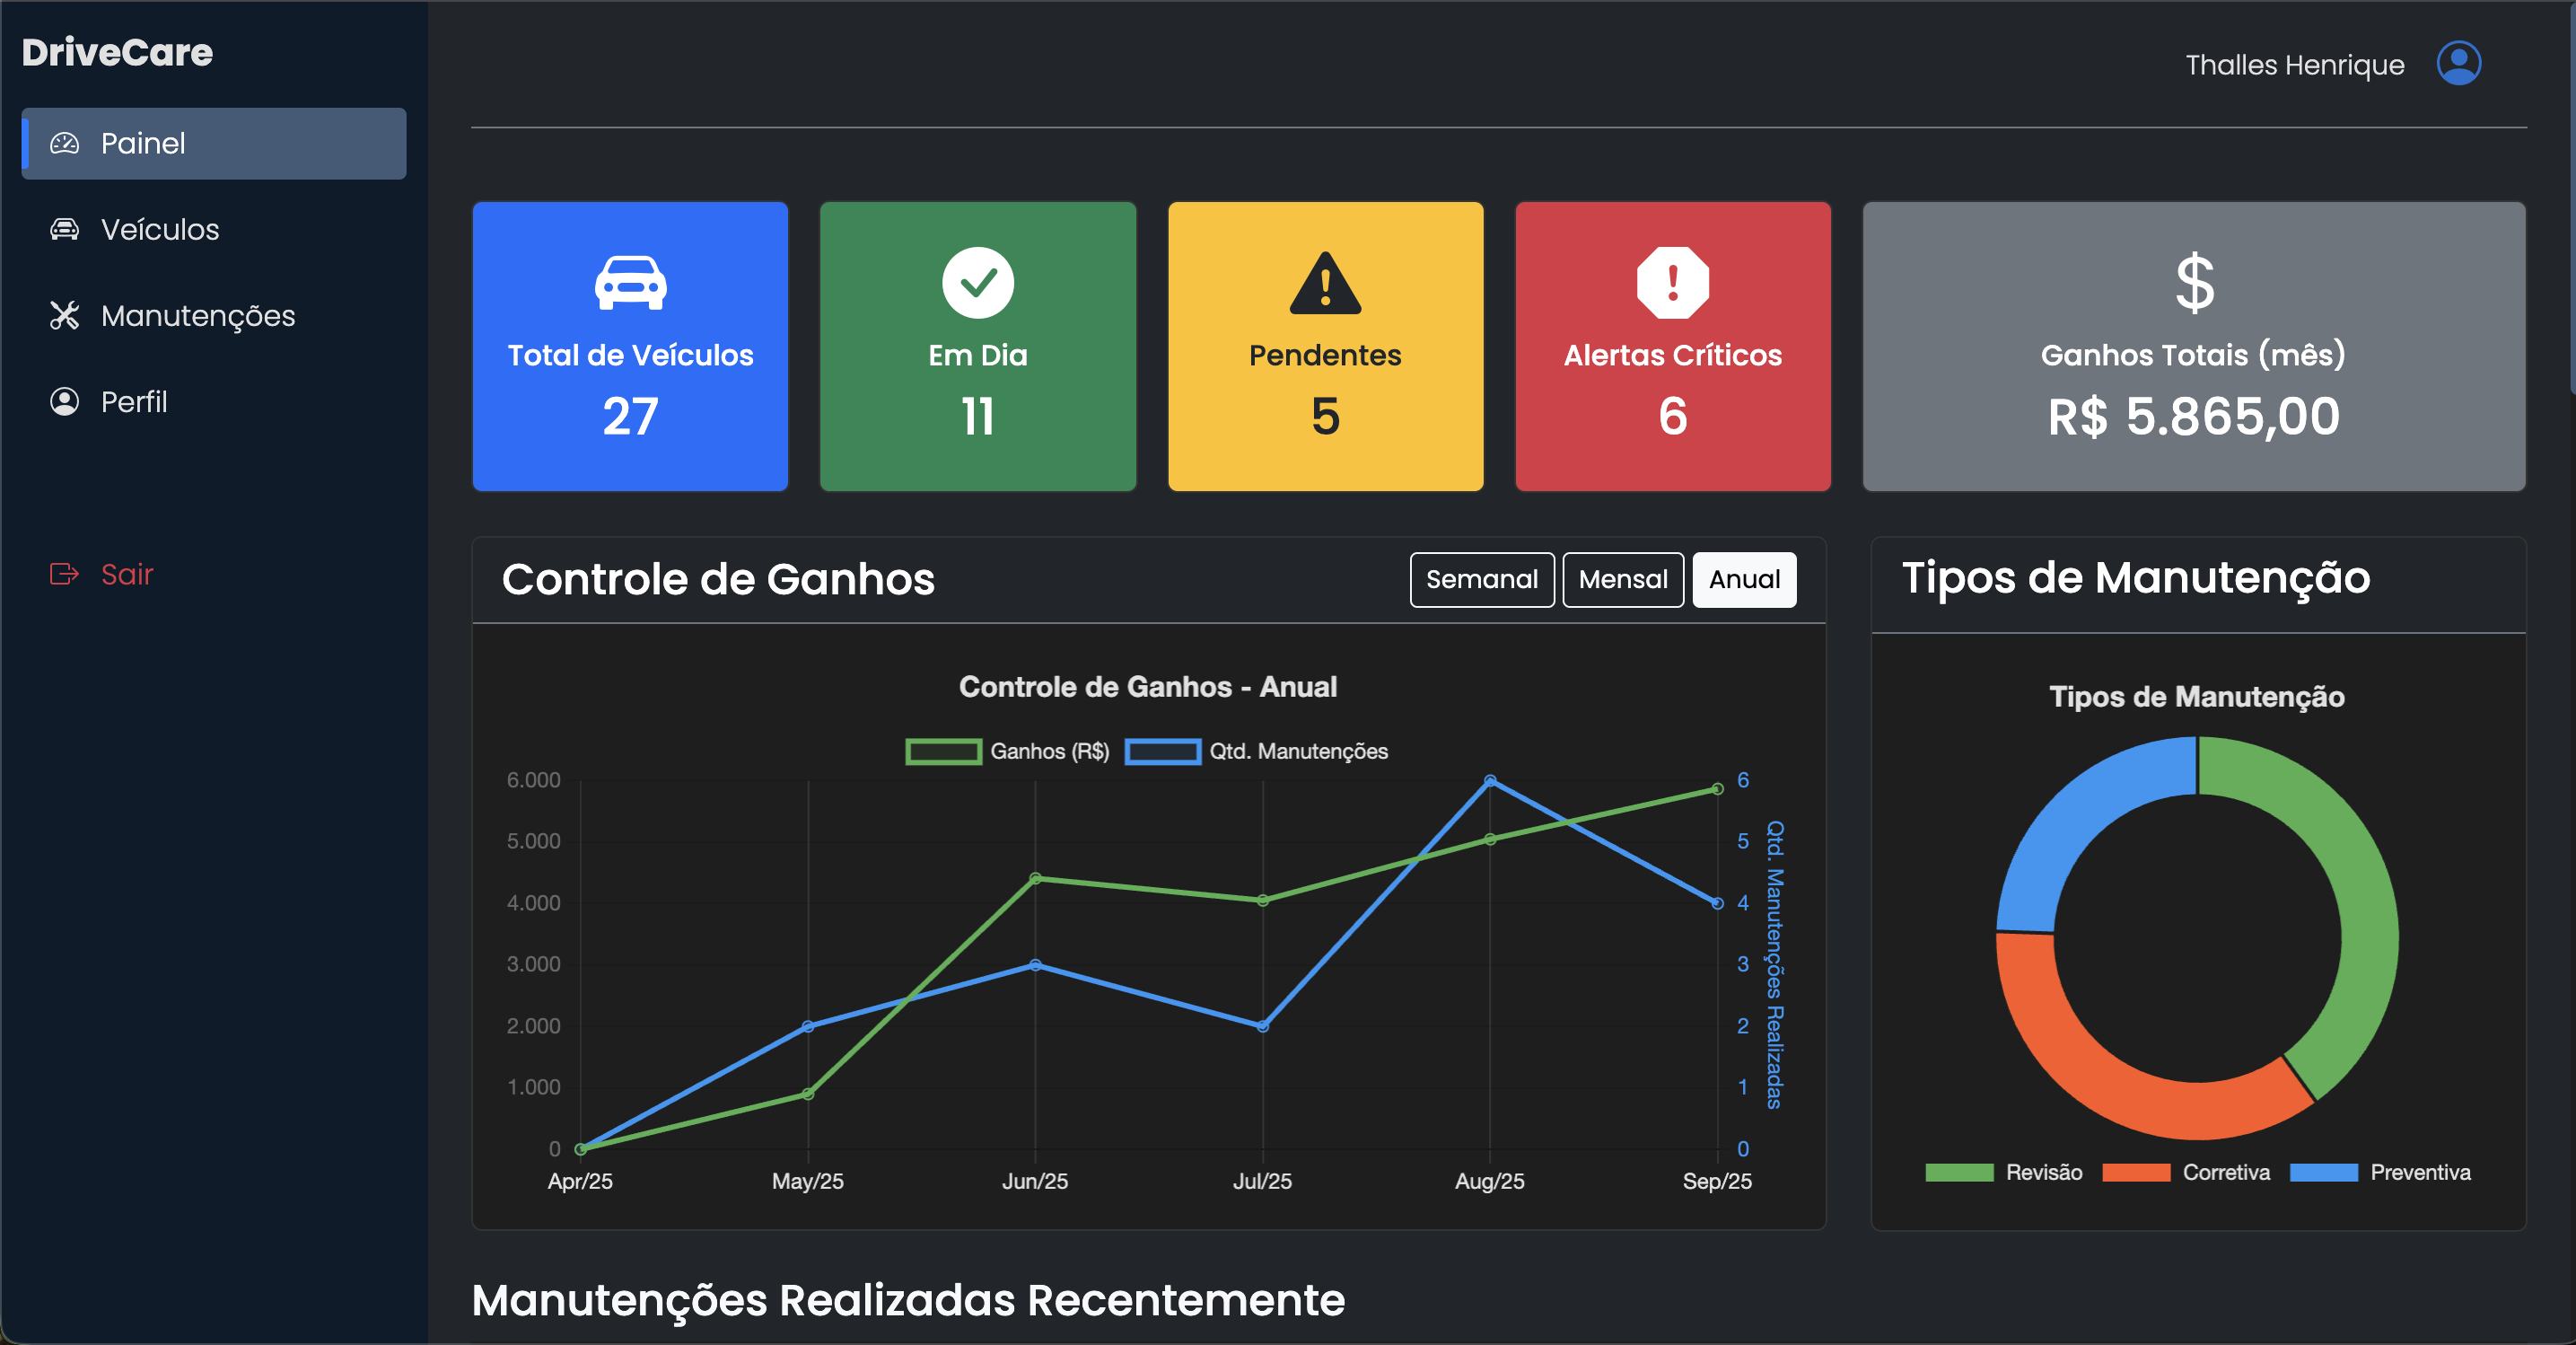 DriveCare
Painel
Veículos
Manutenções
Perfil
Sair
Thalles Henrique
Total de Veículos
27
Em Dia
11
Pendentes
5
Alertas Críticos
6
$
Ganhos Totais (mês)
R$ 5.865,00
Controle de Ganhos
Semanal
Mensal
Anual
Controle de Ganhos - Anual
Ganhos (R$)
Qtd. Manutenções
6.000
5.000
4.000
3.000
2.000
1.000
0
6
5
4
3
2
1
0
Qtd. Manutenções Realizadas
Apr/25
May/25
Jun/25
Jul/25
Aug/25
Sep/25
Tipos de Manutenção
Tipos de Manutenção
Revisão
Corretiva
Preventiva
Manutenções Realizadas Recentemente